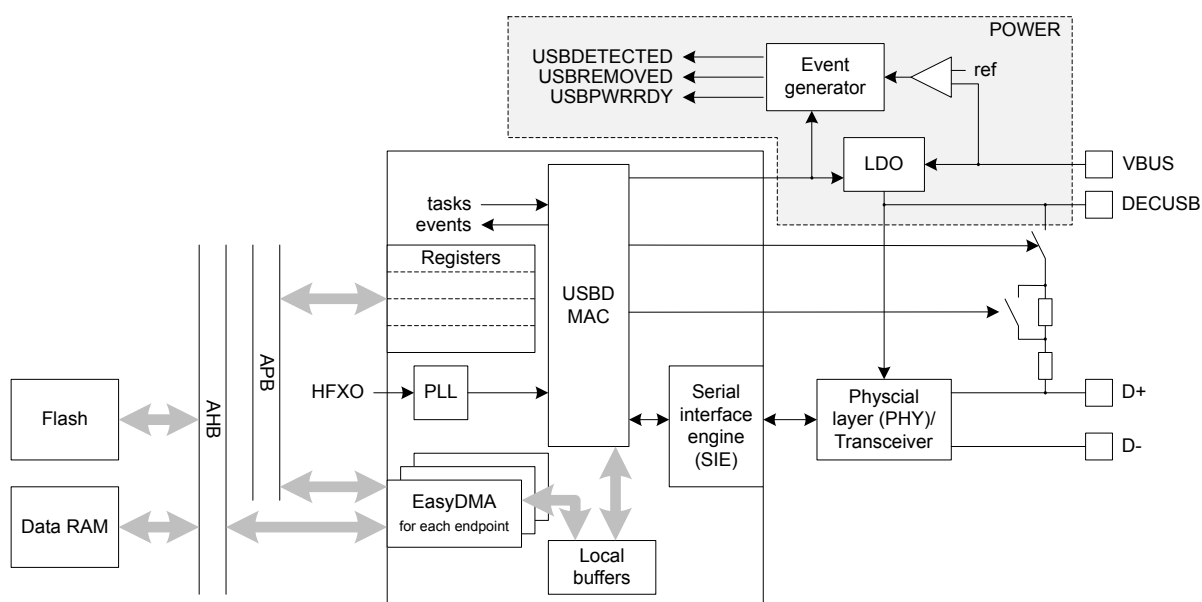 POWER
USBDETECTED
USBREMOVED
USBPWRRDY
Event
generator
ref
LDO
VBUS
DECUSB
tasks
events
Registers
USBD
MAC
HFXO
PLL
APB
AHB
Flash
Data RAM
EasyDMA
for each endpoint
Local
buffers
Serial
interface
engine
(SIE)
Physcial
layer (PHY)/
Transceiver
D+
D-